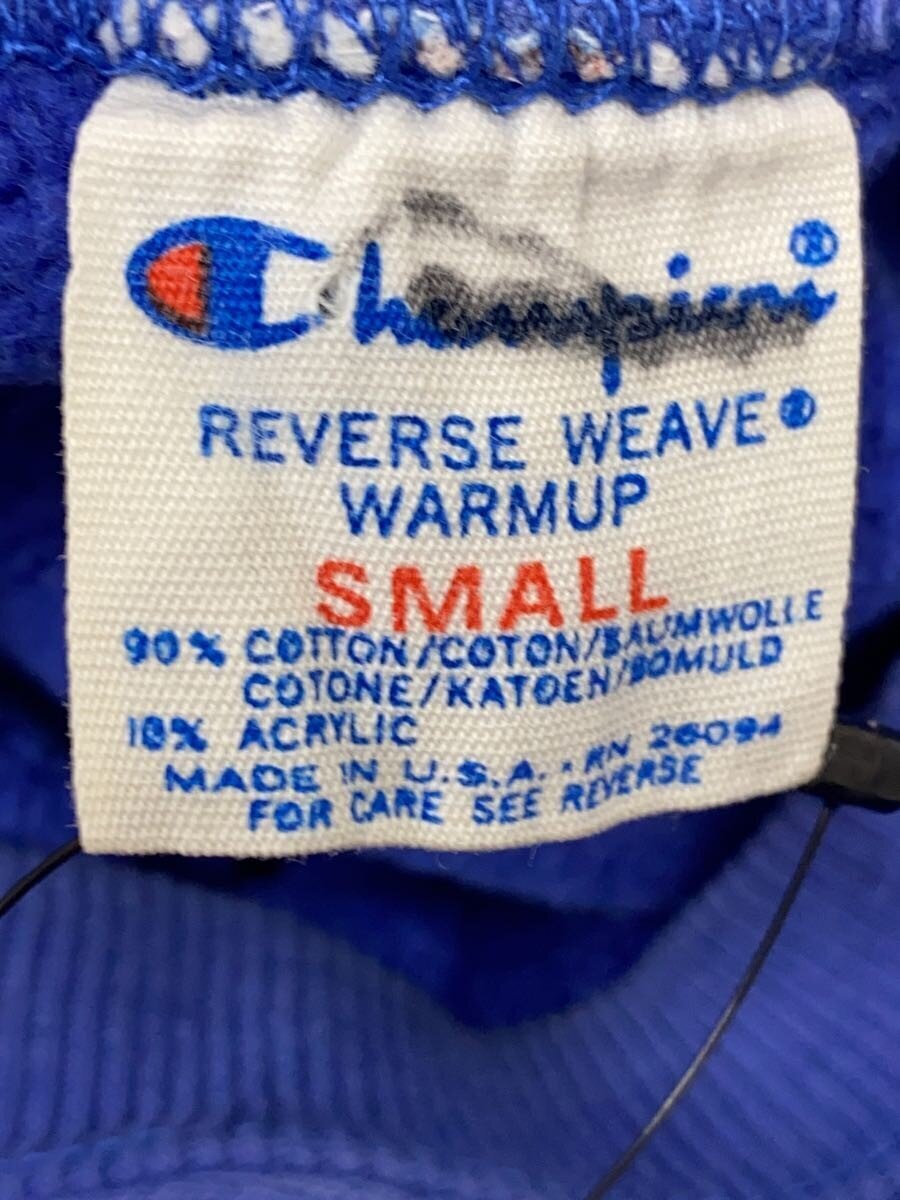 Champion®
REVERSE WEAVE®
WARMUP
SMALL
90% COTTON/COTON/BAUMWOLLE
COTONE/KATOEN/BOMULD
10% ACRYLIC
MADE IN U.S.A. · RN 26094
FOR CARE SEE REVERSE